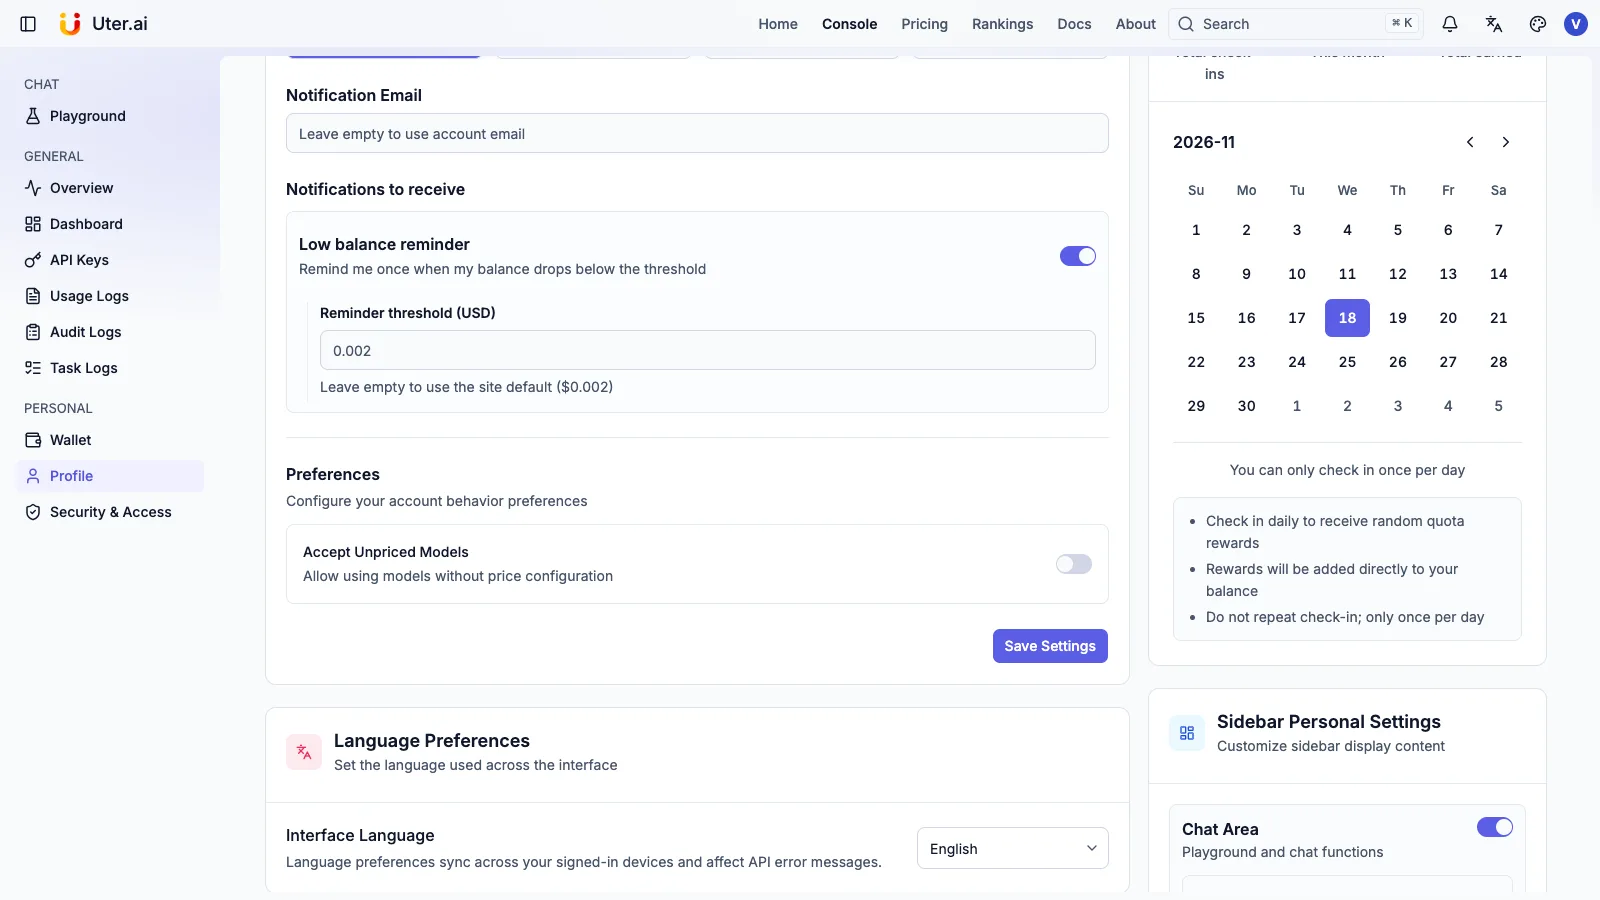 Uter.ai
Home
Console
Pricing
Rankings
Docs
About
Search
⌘ K
V
CHAT
Playground
GENERAL
Overview
Dashboard
API Keys
Usage Logs
Audit Logs
Task Logs
PERSONAL
Wallet
Profile
Security & Access
Notification Email
Leave empty to use account email
Notifications to receive
Low balance reminder
Remind me once when my balance drops below the threshold
Reminder threshold (USD)
0.002
Leave empty to use the site default ($0.002)
Preferences
Configure your account behavior preferences
Accept Unpriced Models
Allow using models without price configuration
Save Settings
Language Preferences
Set the language used across the interface
Interface Language
Language preferences sync across your signed-in devices and affect API error messages.
English
Total check-
ins
This month
Total earned
2026-11
Su Mo Tu We Th Fr Sa
1 2 3 4 5 6 7
8 9 10 11 12 13 14
15 16 17 18 19 20 21
22 23 24 25 26 27 28
29 30 1 2 3 4 5
You can only check in once per day
• Check in daily to receive random quota
rewards
• Rewards will be added directly to your
balance
• Do not repeat check-in; only once per day
Sidebar Personal Settings
Customize sidebar display content
Chat Area
Playground and chat functions